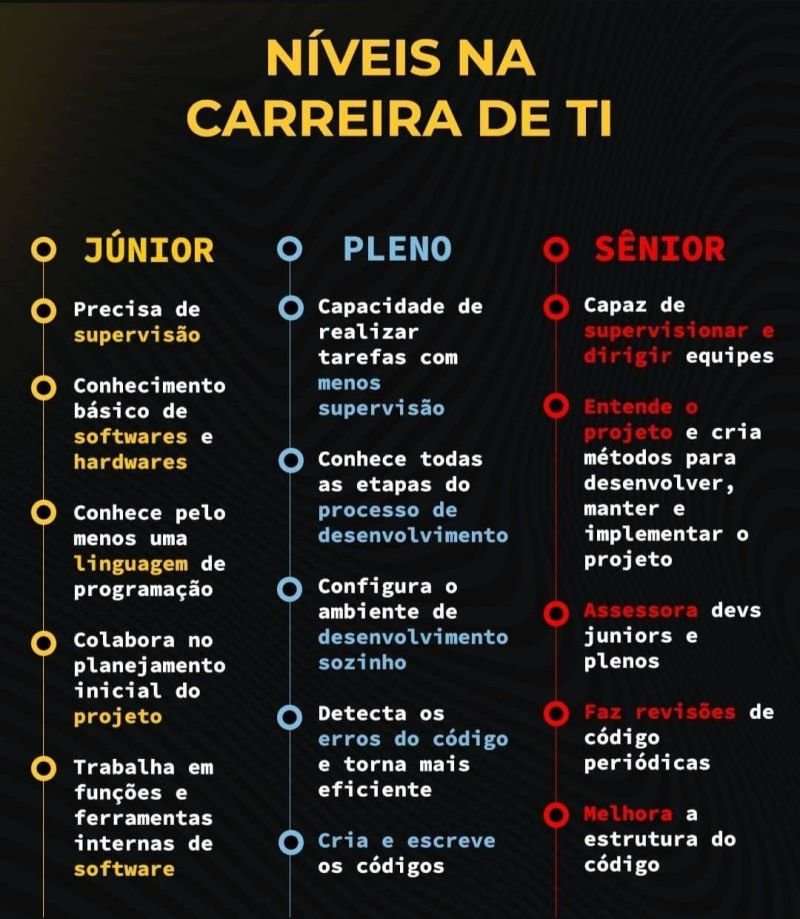 NÍVEIS NA
CARREIRA DE TI
JÚNIOR
Precisa de
supervisão
Conhecimento
básico de
softwares e
hardwares
Conhece pelo
menos uma
linguagem de
programação
Colabora no
planejamento
inicial do
projeto
Trabalha em
funções e
ferramentas
internas de
software
PLENO
Capacidade de
realizar
tarefas com
menos
supervisão
Conhece todas
as etapas do
processo de
desenvolvimento
Configura o
ambiente de
desenvolvimento
sozinho
Detecta os
erros do código
e torna mais
eficiente
Cria e escreve
os códigos
SÊNIOR
Capaz de
supervisionar e
dirigir equipes
Entende o
projeto e cria
métodos para
desenvolver,
manter e
implementar o
projeto
Assessora devs
juniors e
plenos
Faz revisões de
código
periódicas
Melhora a
estrutura do
código